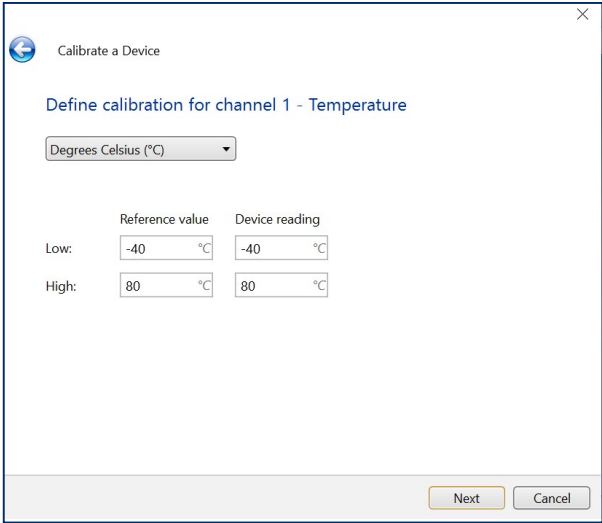 Calibrate a Device
Define calibration for channel 1 - Temperature
Degrees Celsius (°C)
Reference value Device reading
Low: -40 °C -40 °C
High: 80 °C 80 °C
Next Cancel